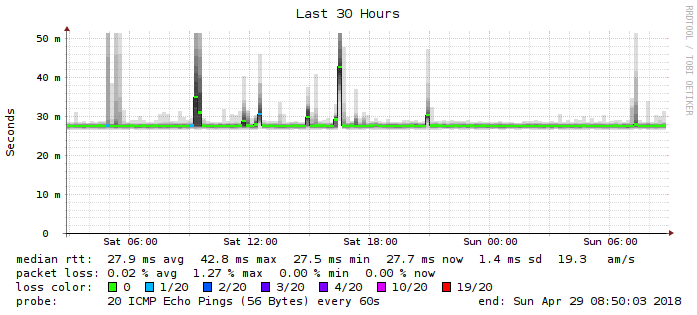 Last 30 Hours
RRDTOOL / TOBI OETIKER
Seconds
50 m
40 m
30 m
20 m
10 m
0
Sat 06:00 Sat 12:00 Sat 18:00 Sun 00:00 Sun 06:00
median rtt: 27.9 ms avg 42.8 ms max 27.5 ms min 27.7 ms now 1.4 ms sd 19.3 am/s
packet loss: 0.02 % avg 1.27 % max 0.00 % min 0.00 % now
loss color: 0 1/20 2/20 3/20 4/20 10/20 19/20
probe: 20 ICMP Echo Pings (56 Bytes) every 60s end: Sun Apr 29 08:50:03 2018